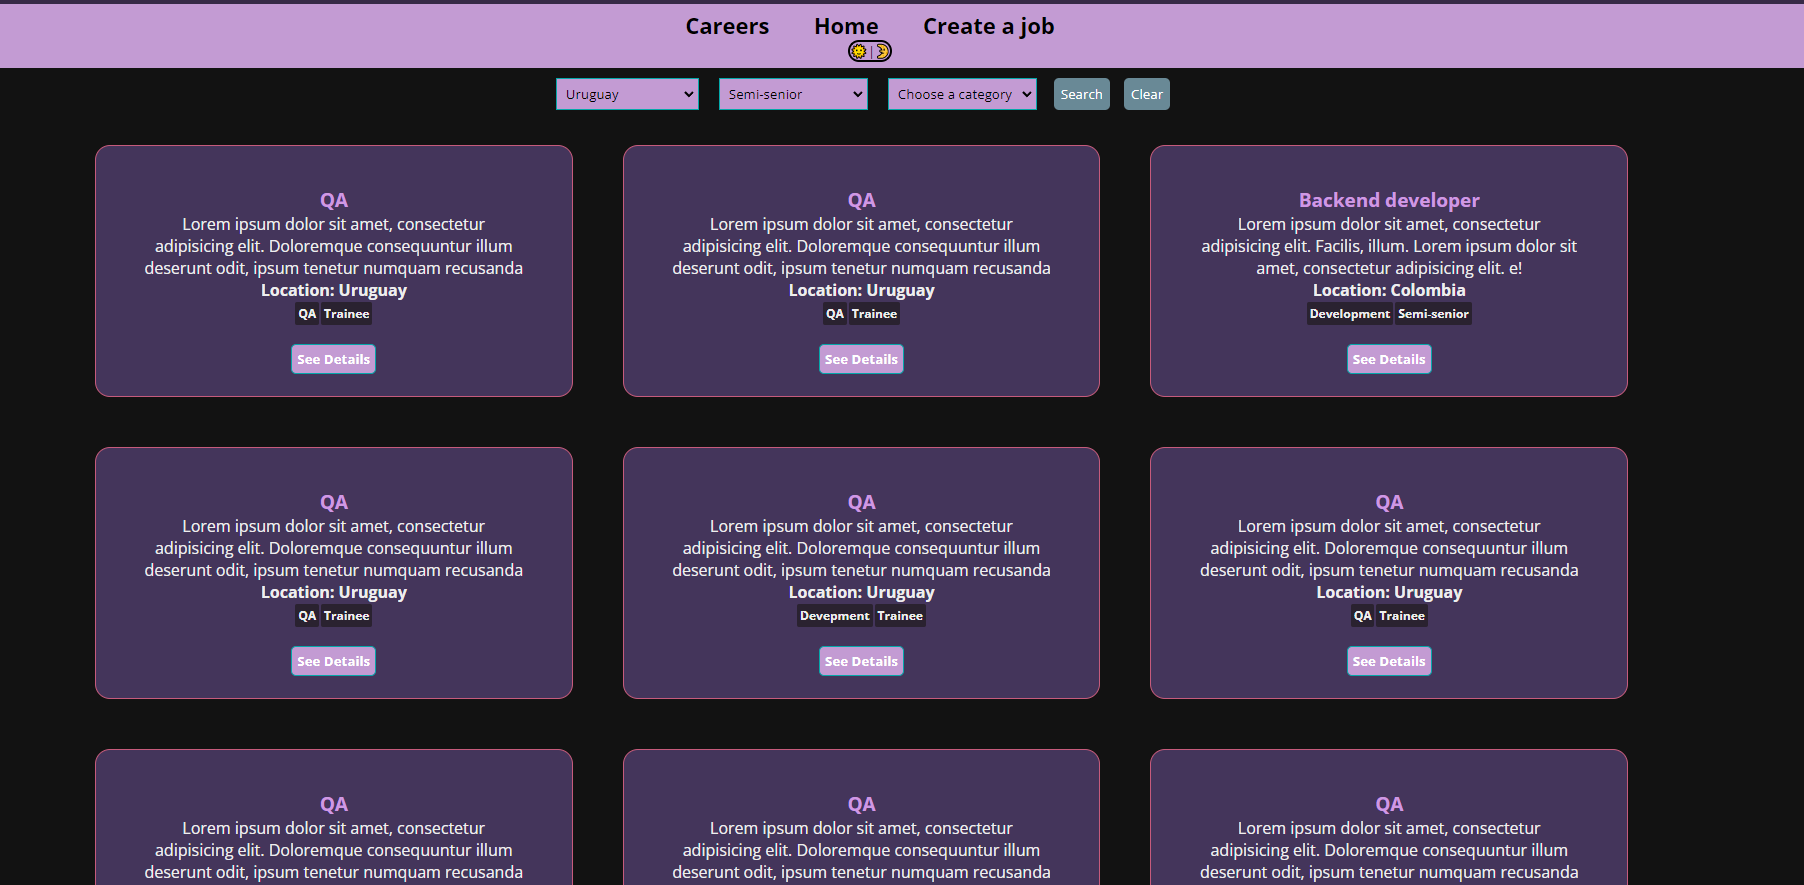 Careers Home Create a job
Uruguay Semi-senior Choose a category Search Clear
QA
Lorem ipsum dolor sit amet, consectetur
adipisicing elit. Doloremque consequuntur illum
deserunt odit, ipsum tenetur numquam recusanda
Location: Uruguay
QA Trainee
See Details
QA
Lorem ipsum dolor sit amet, consectetur
adipisicing elit. Doloremque consequuntur illum
deserunt odit, ipsum tenetur numquam recusanda
Location: Uruguay
QA Trainee
See Details
Backend developer
Lorem ipsum dolor sit amet, consectetur
adipisicing elit. Facilis, illum. Lorem ipsum dolor sit
amet, consectetur adipisicing elit. e!
Location: Colombia
Development Semi-senior
See Details
QA
Lorem ipsum dolor sit amet, consectetur
adipisicing elit. Doloremque consequuntur illum
deserunt odit, ipsum tenetur numquam recusanda
Location: Uruguay
QA Trainee
See Details
QA
Lorem ipsum dolor sit amet, consectetur
adipisicing elit. Doloremque consequuntur illum
deserunt odit, ipsum tenetur numquam recusanda
Location: Uruguay
Devepment Trainee
See Details
QA
Lorem ipsum dolor sit amet, consectetur
adipisicing elit. Doloremque consequuntur illum
deserunt odit, ipsum tenetur numquam recusanda
Location: Uruguay
QA Trainee
See Details
QA
Lorem ipsum dolor sit amet, consectetur
adipisicing elit. Doloremque consequuntur illum
deserunt odit, ipsum tenetur numquam recusanda
QA
Lorem ipsum dolor sit amet, consectetur
adipisicing elit. Doloremque consequuntur illum
deserunt odit, ipsum tenetur numquam recusanda
QA
Lorem ipsum dolor sit amet, consectetur
adipisicing elit. Doloremque consequuntur illum
deserunt odit, ipsum tenetur numquam recusanda